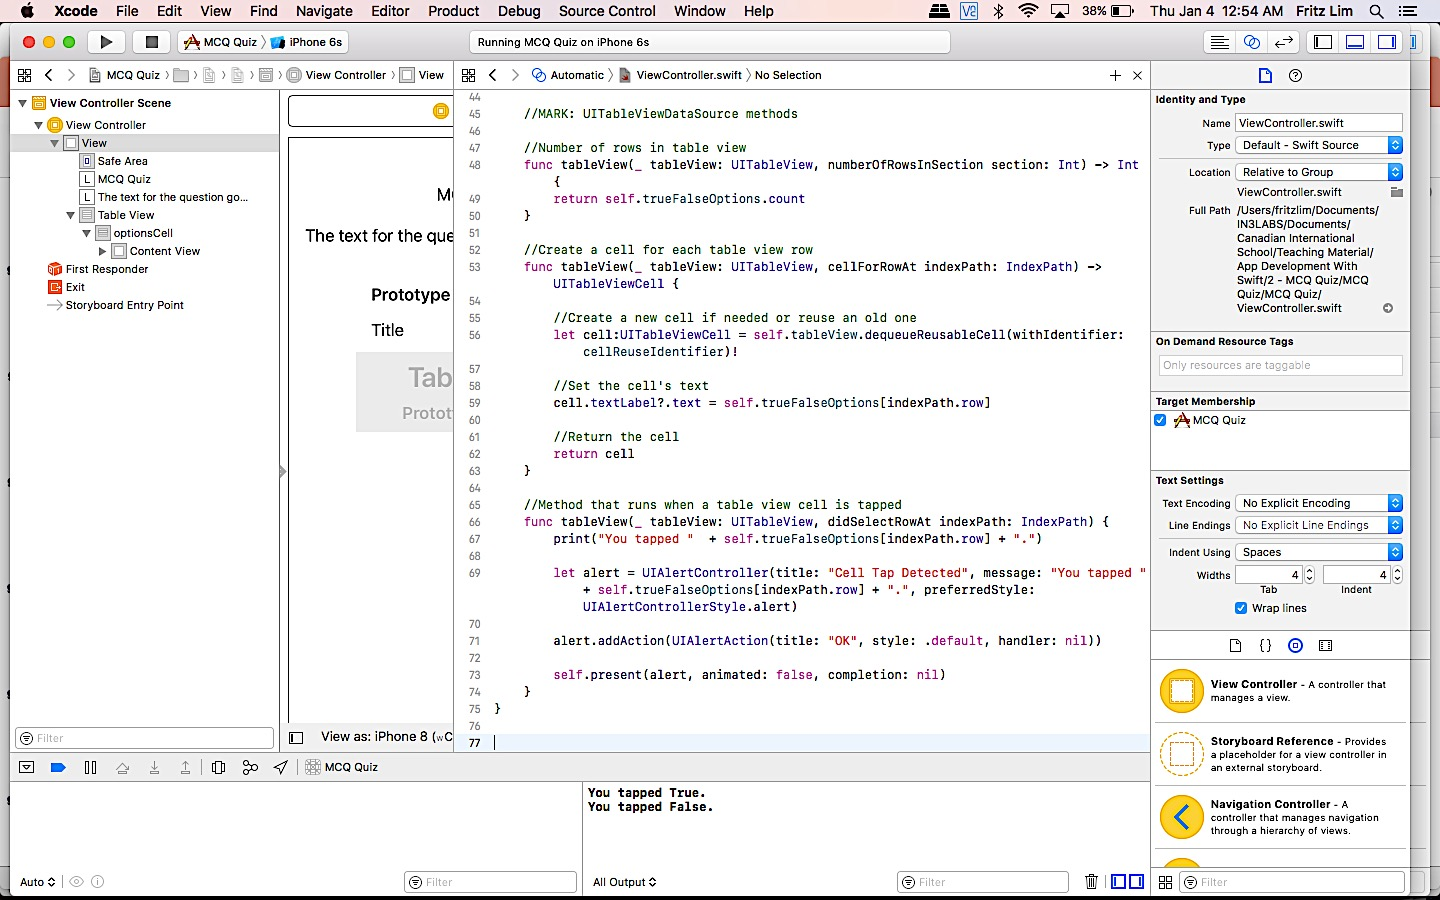 Xcode File Edit View Find Navigate Editor Product Debug Source Control Window Help 38% Thu Jan 4 12:54 AM Fritz Lim
MCQ Quiz iPhone 6s Running MCQ Quiz on iPhone 6s
MCQ Quiz View Controller View Automatic ViewController.swift No Selection
View Controller Scene
View Controller
View
Safe Area
L MCQ Quiz
L The text for the question go...
Table View
optionsCell
Content View
First Responder
Exit
Storyboard Entry Point
Filter
The text for the que
Prototype
Title
Tab
Protot
View as: iPhone 8 (wC
44
45 //MARK: UITableViewDataSource methods
46
47 //Number of rows in table view
48 func tableView(_ tableView: UITableView, numberOfRowsInSection section: Int) -> Int
{
49 return self.trueFalseOptions.count
50 }
51
52 //Create a cell for each table view row
53 func tableView(_ tableView: UITableView, cellForRowAt indexPath: IndexPath) ->
UITableViewCell {
54
55 //Create a new cell if needed or reuse an old one
56 let cell:UITableViewCell = self.tableView.dequeueReusableCell(withIdentifier:
cellReuseIdentifier)!
57
58 //Set the cell's text
59 cell.textLabel?.text = self.trueFalseOptions[indexPath.row]
60
61 //Return the cell
62 return cell
63 }
64
65 //Method that runs when a table view cell is tapped
66 func tableView(_ tableView: UITableView, didSelectRowAt indexPath: IndexPath) {
67 print("You tapped "  + self.trueFalseOptions[indexPath.row] + ".")
68
69 let alert = UIAlertController(title: "Cell Tap Detected", message: "You tapped "
+ self.trueFalseOptions[indexPath.row] + ".", preferredStyle:
UIAlertControllerStyle.alert)
70
71 alert.addAction(UIAlertAction(title: "OK", style: .default, handler: nil))
72
73 self.present(alert, animated: false, completion: nil)
74 }
75 }
76
77
MCQ Quiz
You tapped True.
You tapped False.
Auto Filter All Output Filter
Identity and Type
Name ViewController.swift
Type Default - Swift Source
Location Relative to Group
ViewController.swift
Full Path /Users/fritzlim/Documents/
IN3LABS/Documents/
Canadian International
School/Teaching Material/
App Development With
Swift/2 - MCQ Quiz/MCQ
Quiz/MCQ Quiz/
ViewController.swift
On Demand Resource Tags
Only resources are taggable
Target Membership
MCQ Quiz
Text Settings
Text Encoding No Explicit Encoding
Line Endings No Explicit Line Endings
Indent Using Spaces
Widths 4 4
Tab Indent
Wrap lines
{}
View Controller - A controller that
manages a view.
Storyboard Reference - Provides
a placeholder for a view controller in
an external storyboard.
Navigation Controller - A
controller that manages navigation
through a hierarchy of views.
Filter